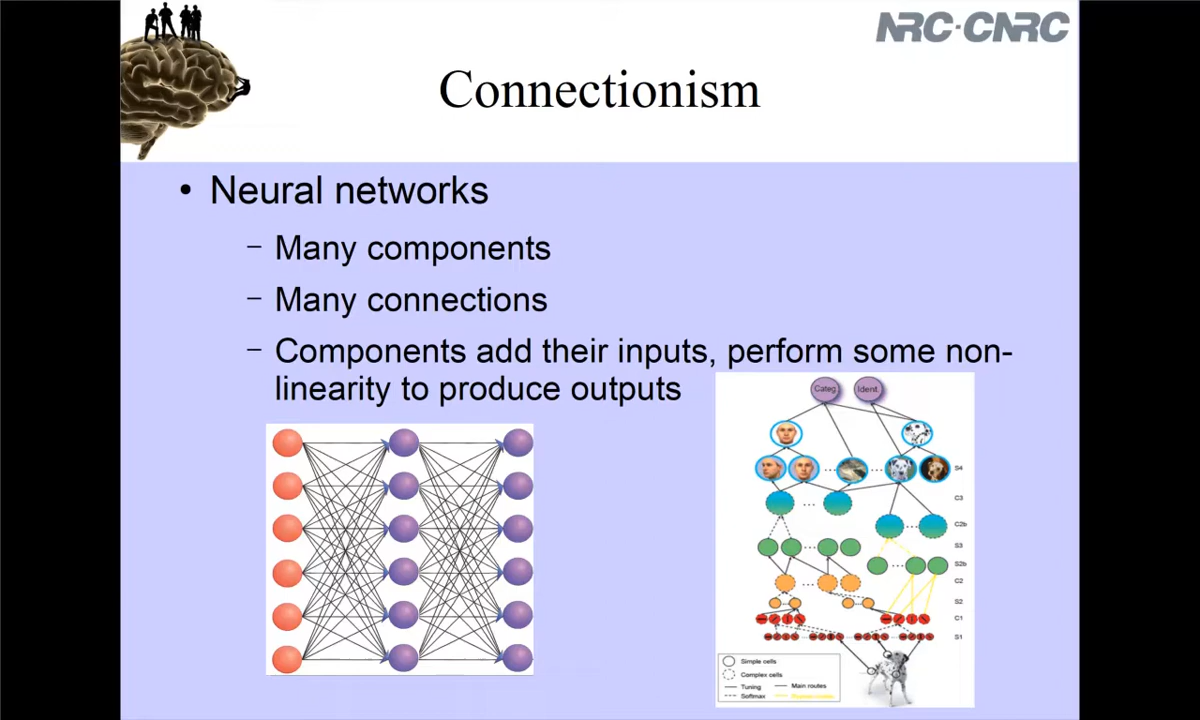 NRC·CNRC
Connectionism
• Neural networks
– Many components
– Many connections
– Components add their inputs, perform some non-
linearity to produce outputs
Categ. Ident.
S4
C3
C2b
S3
S2b
C2
S2
C1
S1
Simple cells
Complex cells
Tuning Main routes
Softmax